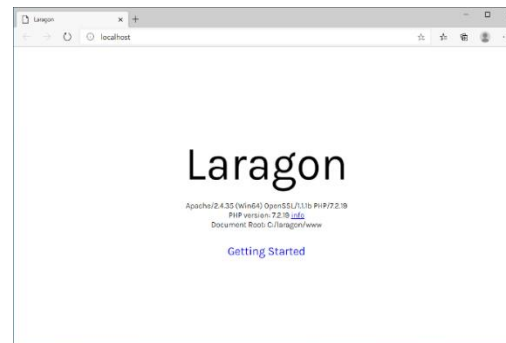 Laragon
localhost
Laragon
Apache/2.4.35 (Win64) OpenSSL/1.1.1b PHP/7.2.19
PHP version: 7.2.19 info
Document Root: C:/laragon/www
Getting Started